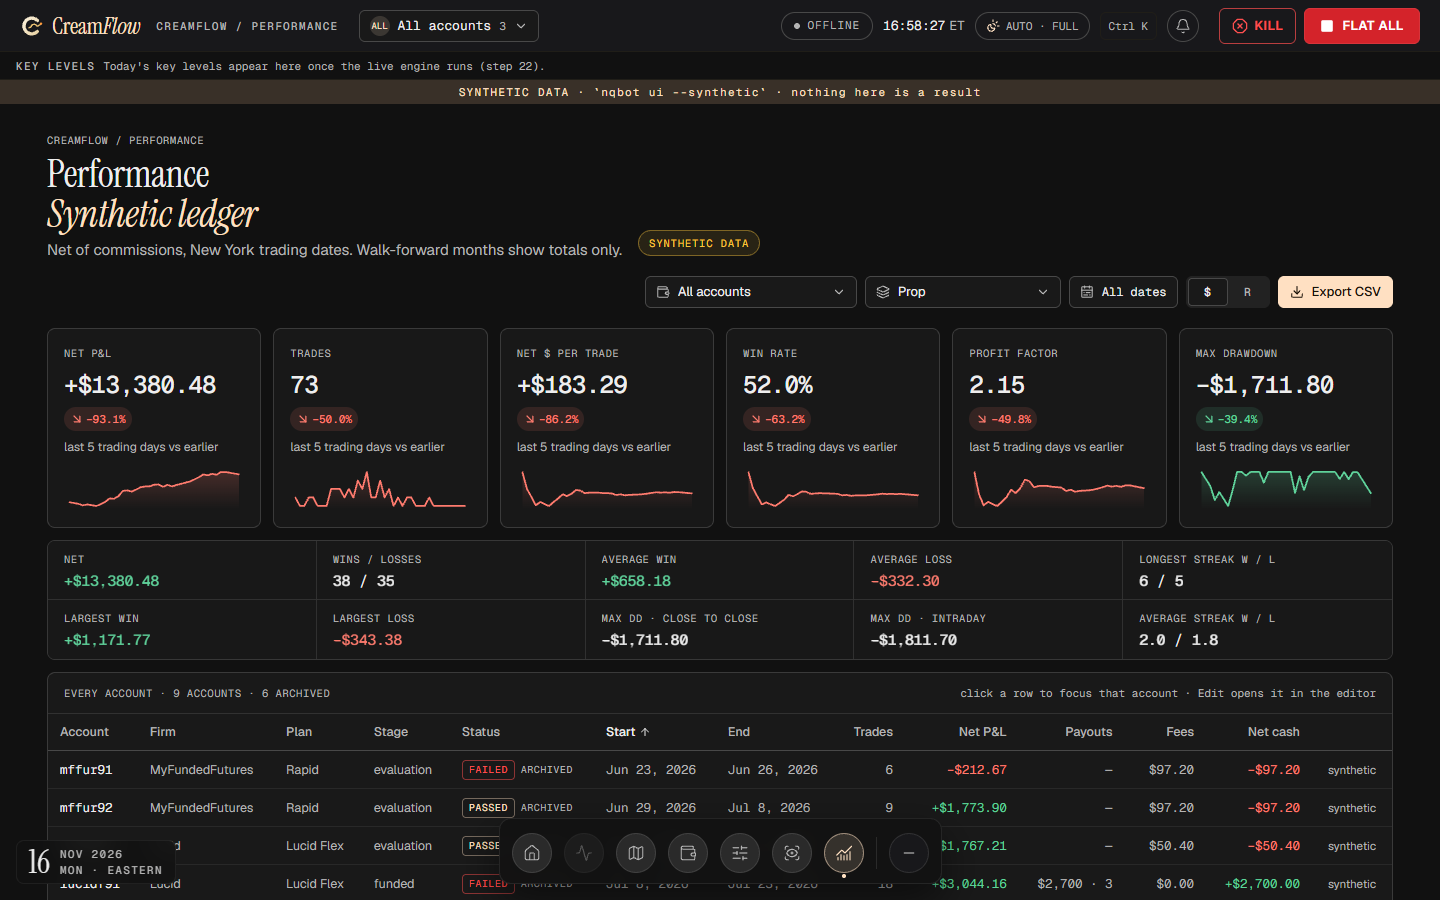 CreamFlow CREAMFLOW / PERFORMANCE ALL All accounts 3 OFFLINE 16:58:27 ET AUTO · FULL Ctrl K KILL FLAT ALL
KEY LEVELS Today's key levels appear here once the live engine runs (step 22).
SYNTHETIC DATA · `nqbot ui --synthetic` · nothing here is a result
CREAMFLOW / PERFORMANCE
Performance
Synthetic ledger
Net of commissions, New York trading dates. Walk-forward months show totals only. SYNTHETIC DATA
All accounts Prop All dates $ R Export CSV
NET P&L TRADES NET $ PER TRADE WIN RATE PROFIT FACTOR MAX DRAWDOWN
+$13,380.48 73 +$183.29 52.0% 2.15 −$1,711.80
−93.1% −50.0% −86.2% −63.2% −49.8% −39.4%
last 5 trading days vs earlier last 5 trading days vs earlier last 5 trading days vs earlier last 5 trading days vs earlier last 5 trading days vs earlier last 5 trading days vs earlier
NET WINS / LOSSES AVERAGE WIN AVERAGE LOSS LONGEST STREAK W / L
+$13,380.48 38 / 35 +$658.18 −$332.30 6 / 5
LARGEST WIN LARGEST LOSS MAX DD · CLOSE TO CLOSE MAX DD · INTRADAY AVERAGE STREAK W / L
+$1,171.77 −$343.38 −$1,711.80 −$1,811.70 2.0 / 1.8
EVERY ACCOUNT · 9 ACCOUNTS · 6 ARCHIVED click a row to focus that account · Edit opens it in the editor
Account Firm Plan Stage Status Start ↑ End Trades Net P&L Payouts Fees Net cash
mffur91 MyFundedFutures Rapid evaluation FAILED ARCHIVED Jun 23, 2026 Jun 26, 2026 6 −$212.67 — $97.20 −$97.20 synthetic
mffur92 MyFundedFutures Rapid evaluation PASSED ARCHIVED Jun 29, 2026 Jul 8, 2026 9 +$1,773.90 — $97.20 −$97.20 synthetic
Lucid Flex evaluation $1,767.21 — $50.40 −$50.40 synthetic
Lucid Flex funded FAILED ARCHIVED +$3,044.16 $2,700 · 3 $0.00 +$2,700.00 synthetic
16 NOV 2026
MON · EASTERN